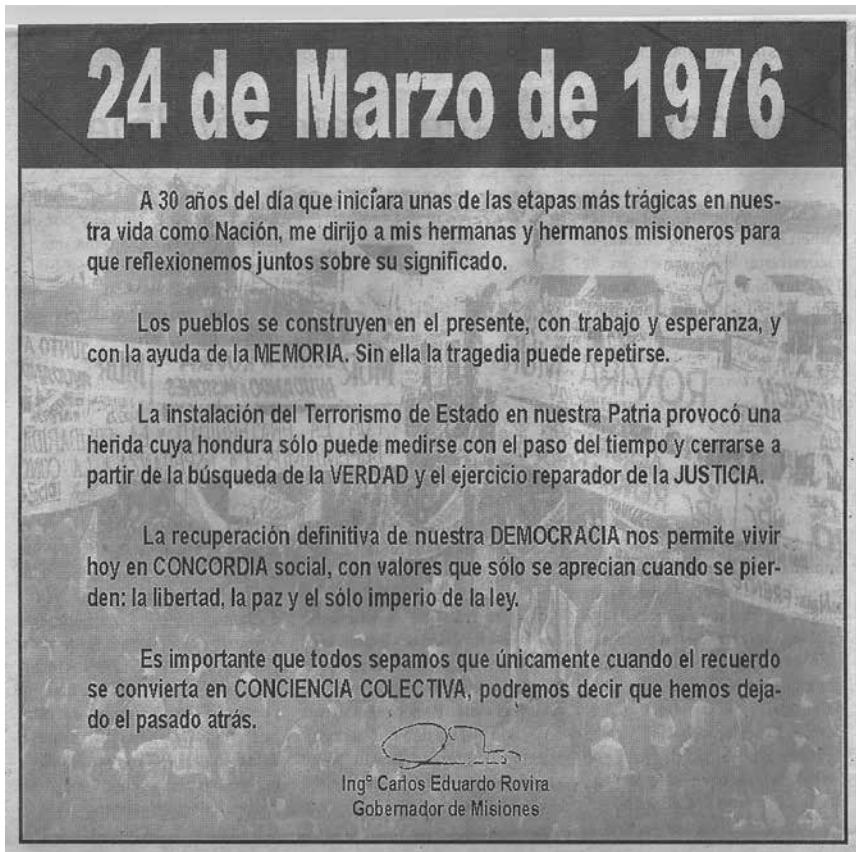 24 de Marzo de 1976
A 30 años del día que iniciara unas de las etapas más trágicas en nues-
tra vida como Nación, me dirijo a mis hermanas y hermanos misioneros para
que reflexionemos juntos sobre su significado.
Los pueblos se construyen en el presente, con trabajo y esperanza, y
con la ayuda de la MEMORIA. Sin ella la tragedia puede repetirse.
La instalación del Terrorismo de Estado en nuestra Patria provocó una
herida cuya hondura sólo puede medirse con el paso del tiempo y cerrarse a
partir de la búsqueda de la VERDAD y el ejercicio reparador de la JUSTICIA.
La recuperación definitiva de nuestra DEMOCRACIA nos permite vivir
hoy en CONCORDIA social, con valores que sólo se aprecian cuando se pier-
den: la libertad, la paz y el sólo imperio de la ley.
Es importante que todos sepamos que únicamente cuando el recuerdo
se convierta en CONCIENCIA COLECTIVA, podremos decir que hemos deja-
do el pasado atrás.
Ingº Carlos Eduardo Rovira
Gobernador de Misiones